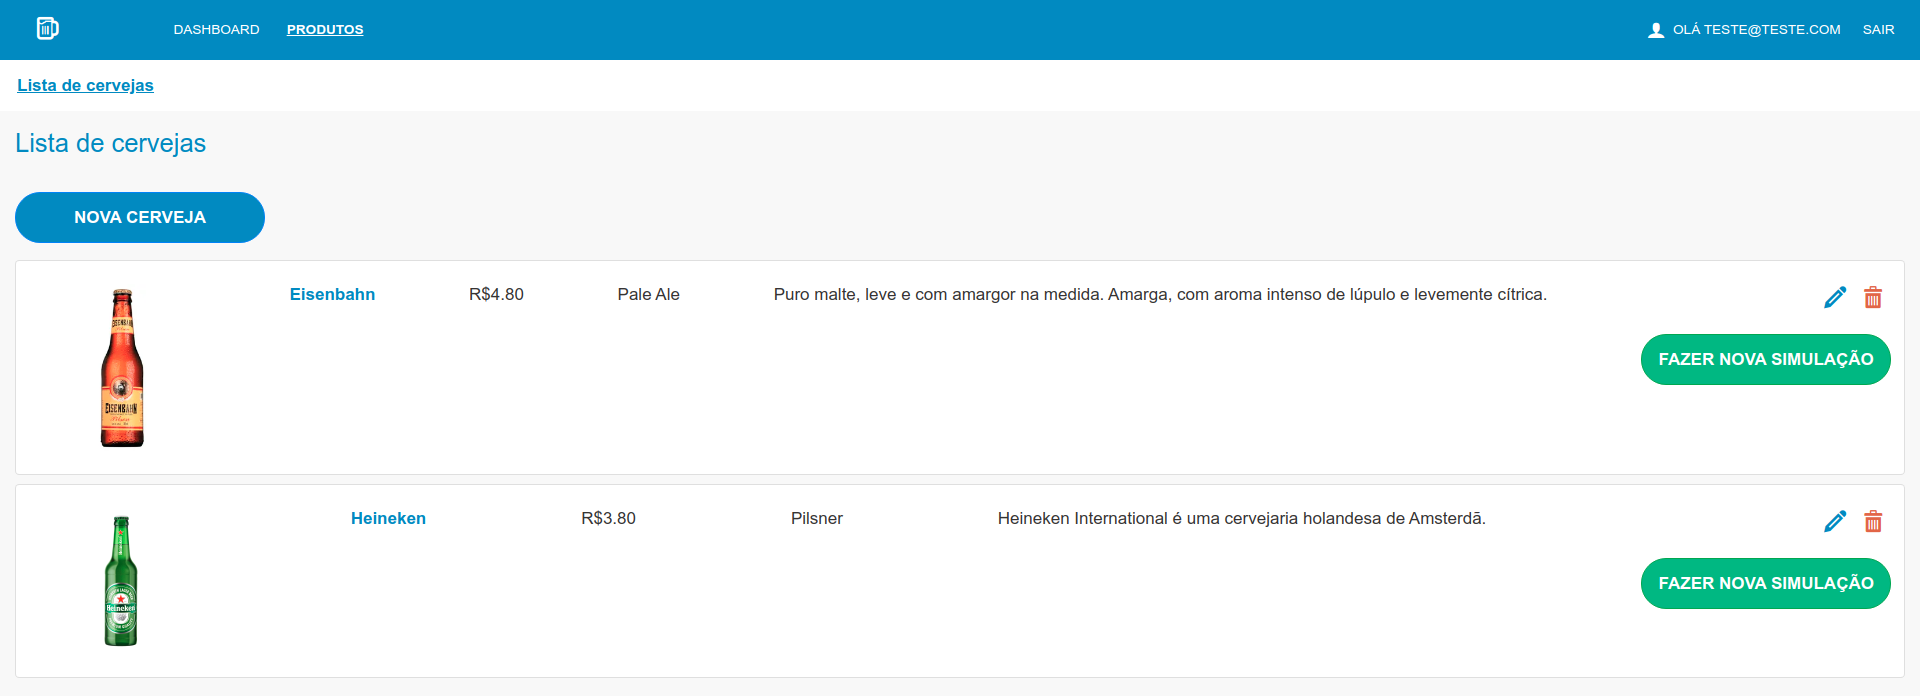 DASHBOARD PRODUTOS OLÁ TESTE@TESTE.COM SAIR
Lista de cervejas
Lista de cervejas
NOVA CERVEJA
Eisenbahn R$4.80 Pale Ale Puro malte, leve e com amargor na medida. Amarga, com aroma intenso de lúpulo e levemente cítrica.
FAZER NOVA SIMULAÇÃO
EISENBAHN
EISENBAHN
Heineken R$3.80 Pilsner Heineken International é uma cervejaria holandesa de Amsterdã.
FAZER NOVA SIMULAÇÃO
Heineken